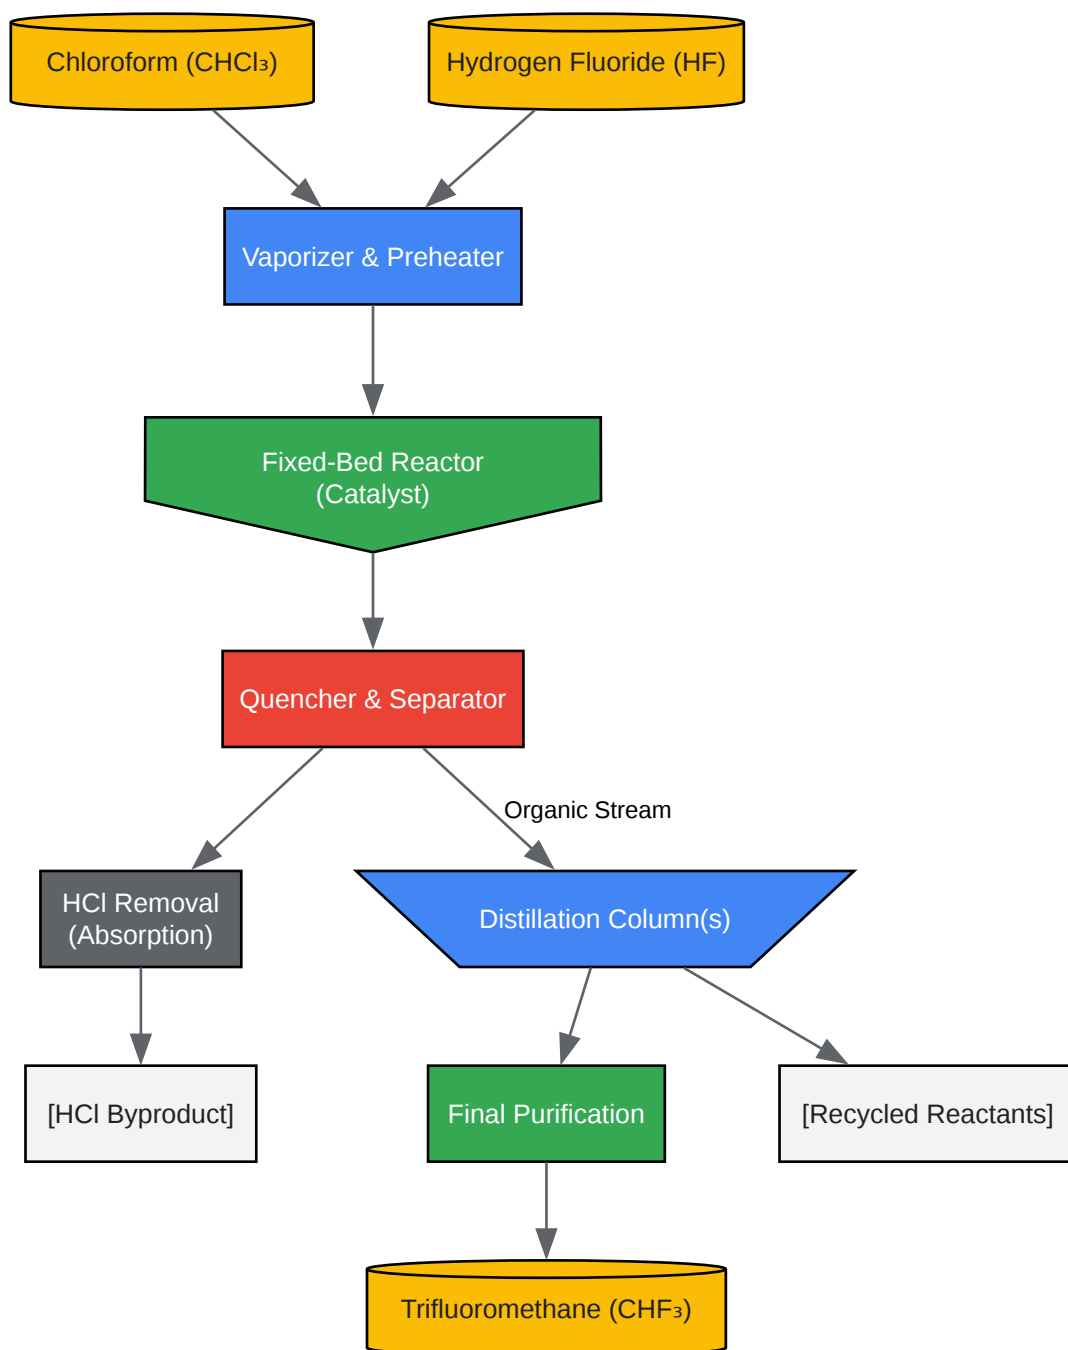 Chloroform (CHCl₃)
Hydrogen Fluoride (HF)
Vaporizer & Preheater
Fixed-Bed Reactor
(Catalyst)
Quencher & Separator
Organic Stream
HCl Removal
(Absorption)
Distillation Column(s)
[HCl Byproduct]
Final Purification
[Recycled Reactants]
Trifluoromethane (CHF₃)